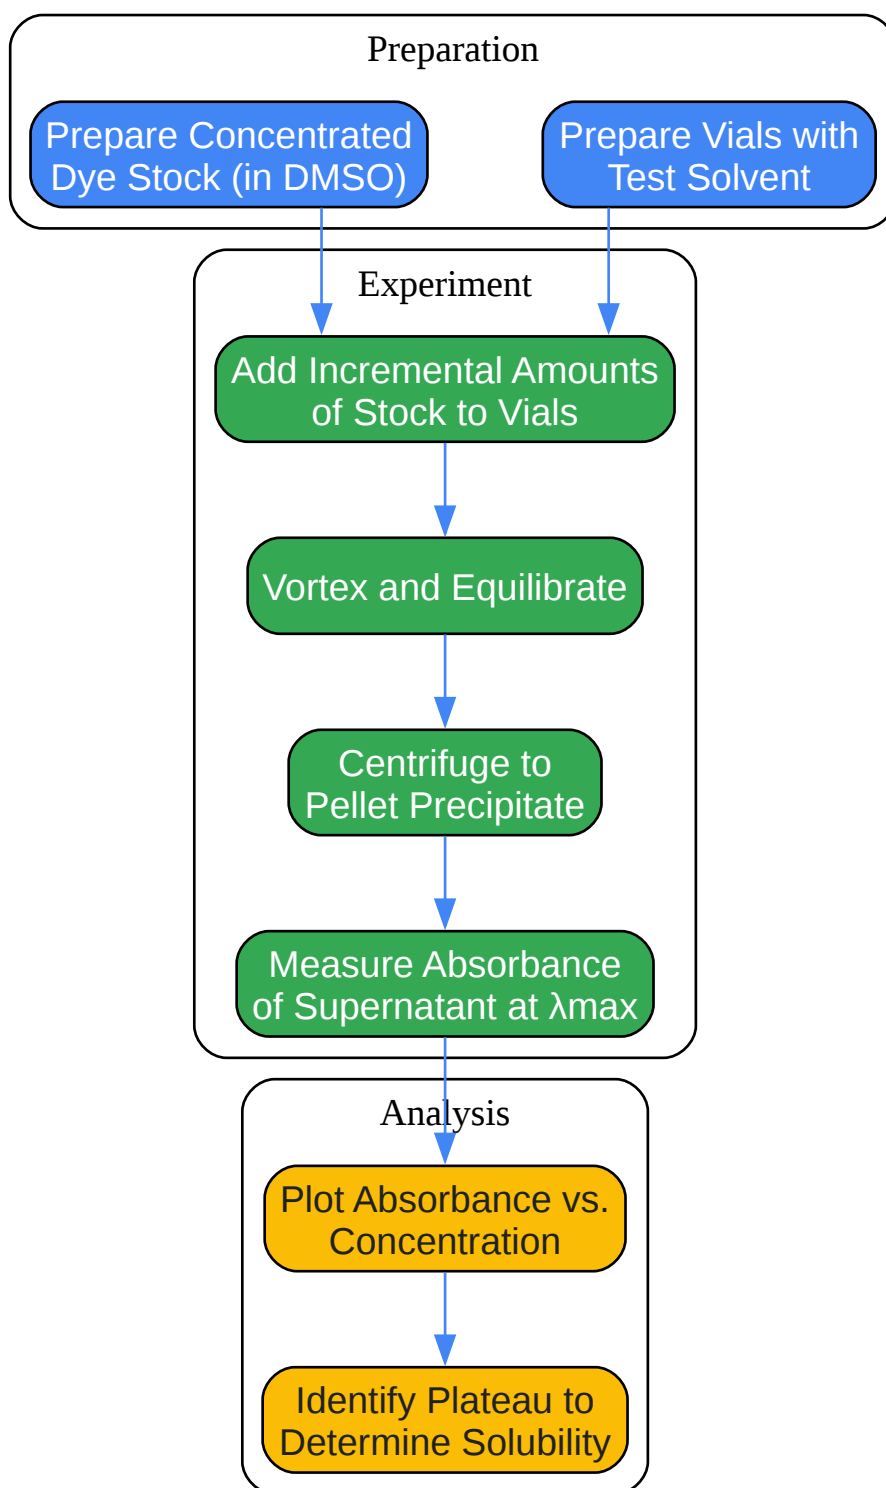 Preparation
Prepare Concentrated
Dye Stock (in DMSO)
Prepare Vials with
Test Solvent
Experiment
Add Incremental Amounts
of Stock to Vials
Vortex and Equilibrate
Centrifuge to
Pellet Precipitate
Measure Absorbance
of Supernatant at λmax
Analysis
Plot Absorbance vs.
Concentration
Identify Plateau to
Determine Solubility